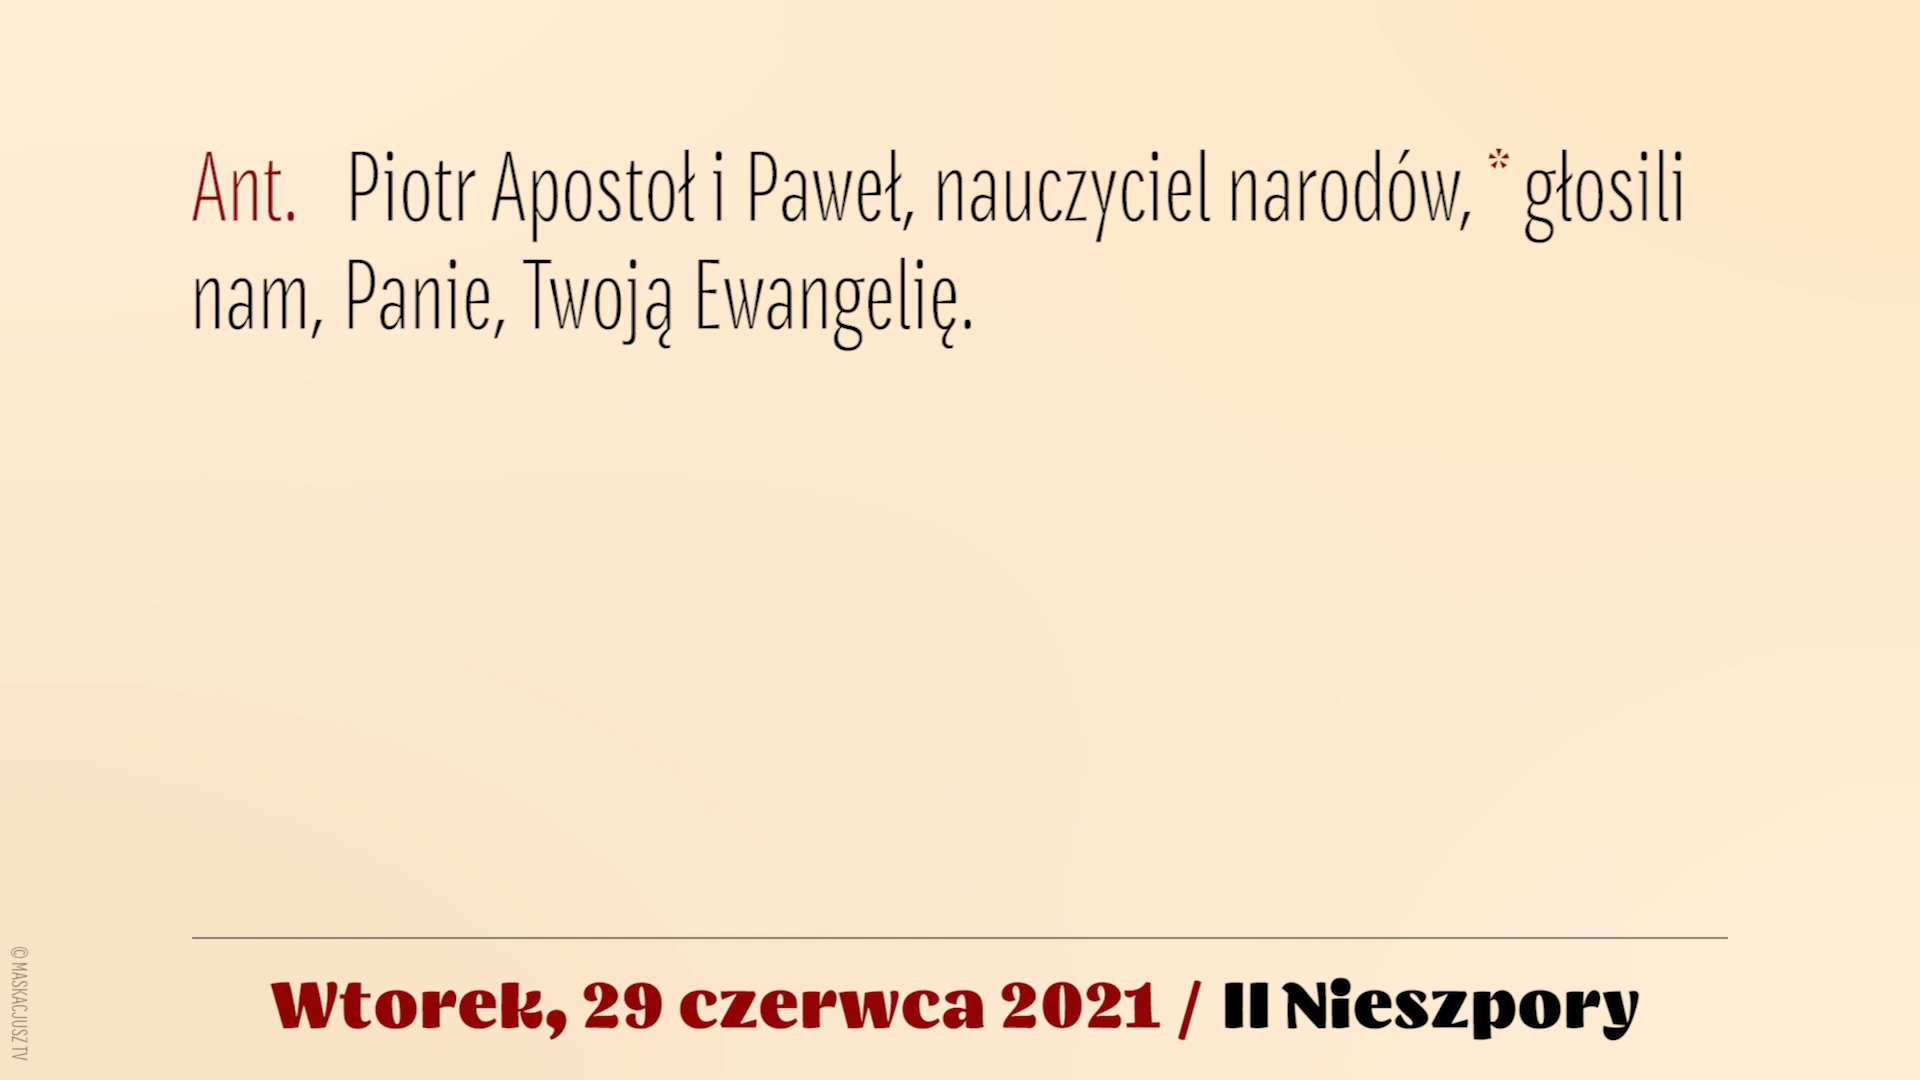 Ant. Piotr Apostoł i Paweł, nauczyciel narodów, * głosili
nam, Panie, Twoją Ewangelię.
Wtorek, 29 czerwca 2021 / II Nieszpory
© MASKACJUSZ TV